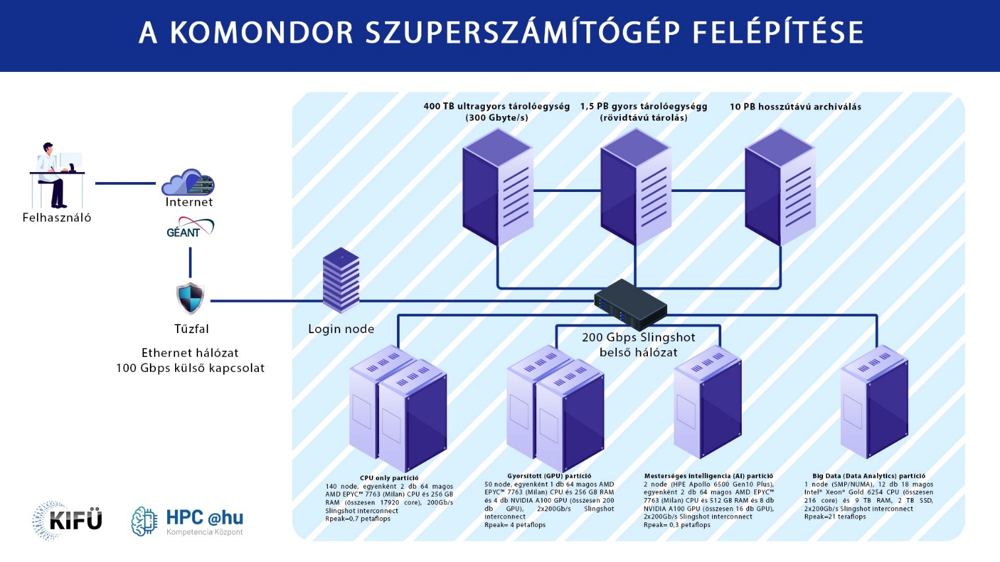 A KOMONDOR SZUPERSZÁMÍTÓGÉP FELÉPÍTÉSE
400 TB ultragyors tárolóegység
(300 Gbyte/s)
1,5 PB gyors tárolóegységg
(rövidtávú tárolás)
10 PB hosszútávú archiválás
Felhasználó
Internet
GÉANT
Tűzfal
Ethernet hálózat
100 Gbps külső kapcsolat
Login node
200 Gbps Slingshot
belső hálózat
CPU only partíció
140 node, egyenként 2 db 64 magos
AMD EPYC™ 7763 (Milan) CPU és 256 GB
RAM (összesen 17920 core), 200Gb/s
Slingshot interconnect
Rpeak=0,7 petaflops
Gyorsított (GPU) partíció
50 node, egyenként 1 db 64 magos AMD
EPYC™ 7763 (Milan) CPU és 256 GB RAM
és 4 db NVIDIA A100 GPU (összesen 200
db GPU), 2x200Gb/s Slingshot
interconnect
Rpeak= 4 petaflops
Mesterséges intelligencia (AI) partíció
2 node (HPE Apollo 6500 Gen10 Plus),
egyenként 2 db 64 magos AMD EPYC™
7763 (Milan) CPU és 512 GB RAM és 8 db
NVIDIA A100 GPU (összesen 16 db GPU),
2x200Gb/s Slingshot interconnect
Rpeak= 0,3 petaflops
Big Data (Data Analytics) partíció
1 node (SMP/NUMA), 12 db 18 magos
Intel® Xeon® Gold 6254 CPU (összesen
216 core) és 9 TB RAM, 2 TB SSD,
2x200Gb/s Slingshot interconnect
Rpeak=21 teraflops
KIFÜ
HPC @hu
Kompetencia Központ